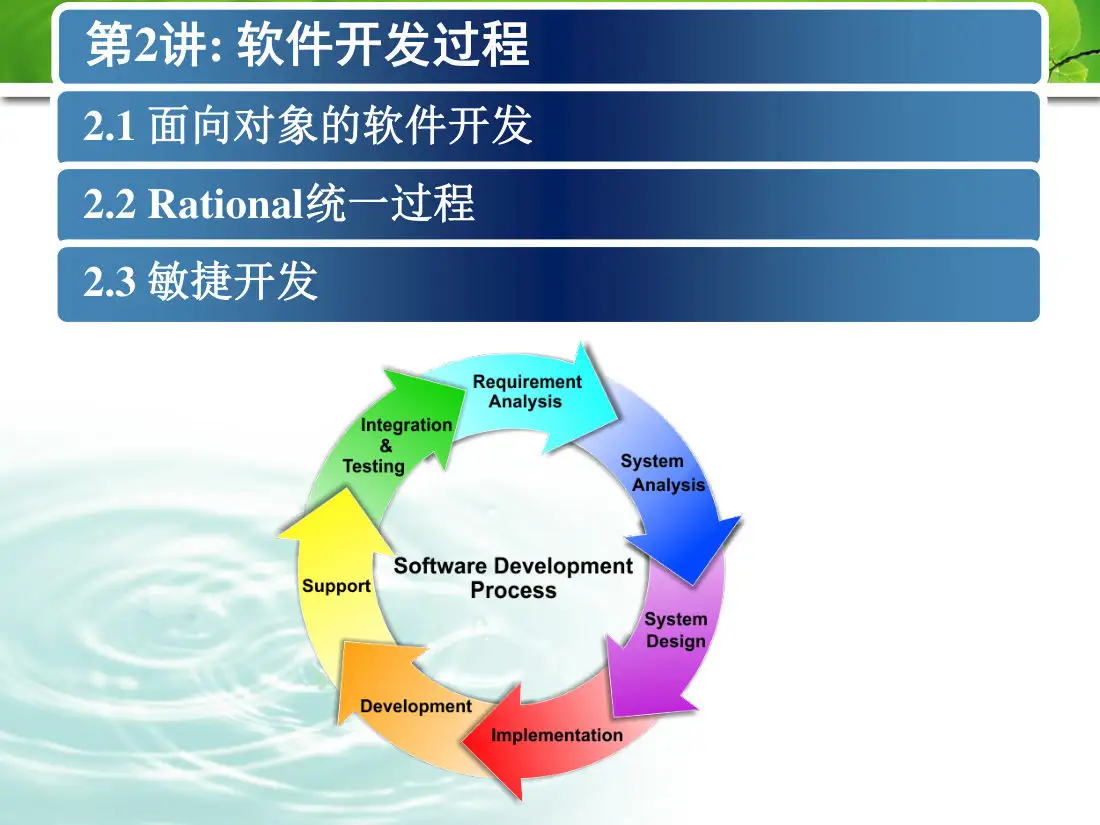 第2讲: 软件开发过程
2.1 面向对象的软件开发
2.2 Rational统一过程
2.3 敏捷开发
Requirement
Analysis
System
Analysis
System
Design
Implementation
Development
Support
Integration
&
Testing
Software Development
Process